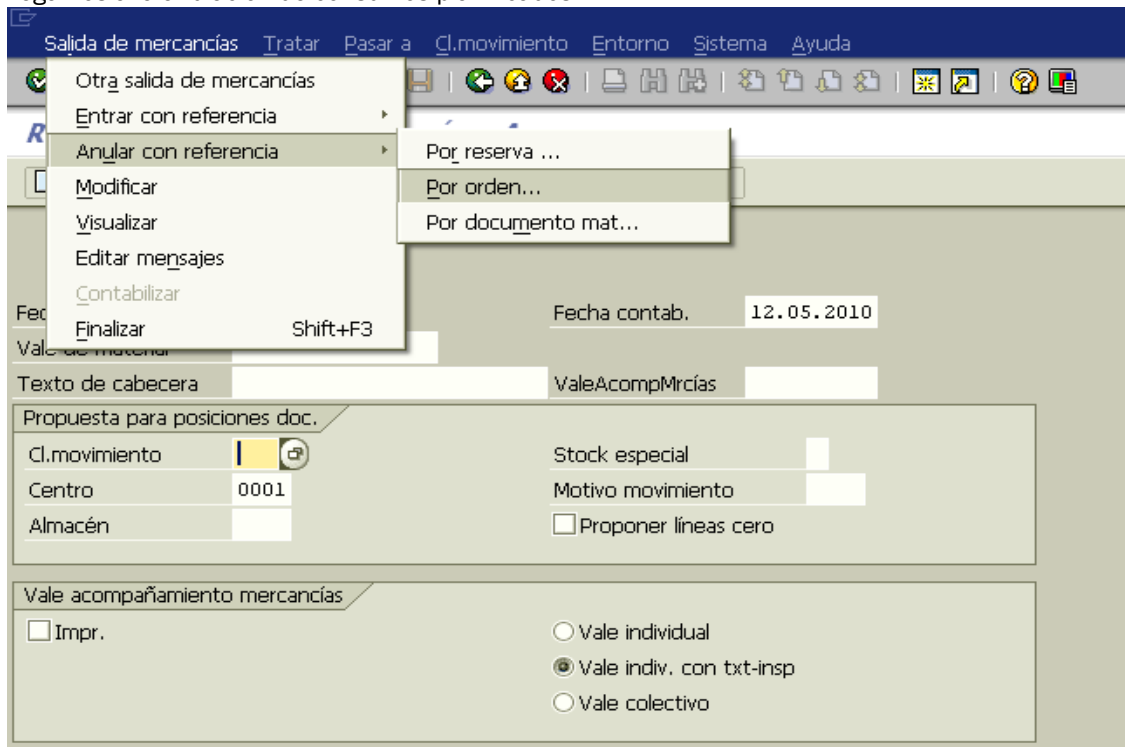 Salida de mercancías Tratar Pasar a Cl.movimiento Entorno Sistema Ayuda
Otra salida de mercancías
Entrar con referencia
Anular con referencia
Por reserva ...
Modificar
Por orden...
Visualizar
Por documento mat...
Editar mensajes
Contabilizar
Finalizar Shift+F3
Fecha contab. 12.05.2010
Vale de material
Texto de cabecera ValeAcompMrcías
Propuesta para posiciones doc.
Cl.movimiento Stock especial
Centro 0001 Motivo movimiento
Almacén Proponer líneas cero
Vale acompañamiento mercancías
Impr. Vale individual
Vale indiv. con txt-insp
Vale colectivo